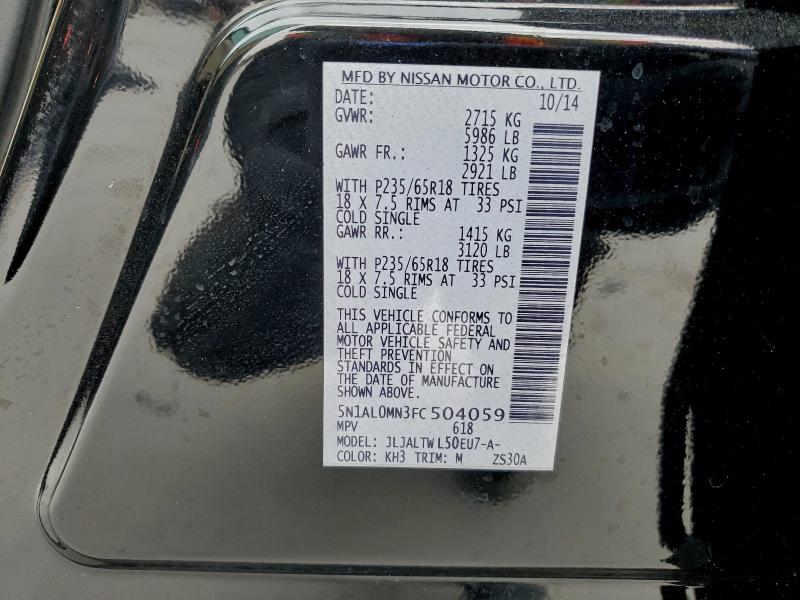 MFD BY NISSAN MOTOR CO., LTD.
DATE: 10/14
GVWR: 2715 KG
5986 LB
GAWR FR.: 1325 KG
2921 LB
WITH P235/65R18 TIRES
18 X 7.5 RIMS AT 33 PSI
COLD SINGLE
GAWR RR.: 1415 KG
3120 LB
WITH P235/65R18 TIRES
18 X 7.5 RIMS AT 33 PSI
COLD SINGLE
THIS VEHICLE CONFORMS TO
ALL APPLICABLE FEDERAL
MOTOR VEHICLE SAFETY AND
THEFT PREVENTION
STANDARDS IN EFFECT ON
THE DATE OF MANUFACTURE
SHOWN ABOVE.
5N1AL0MN3FC504059
MPV 618
MODEL: JLJALTWL50EU7-A-
COLOR: KH3 TRIM: M ZS30A